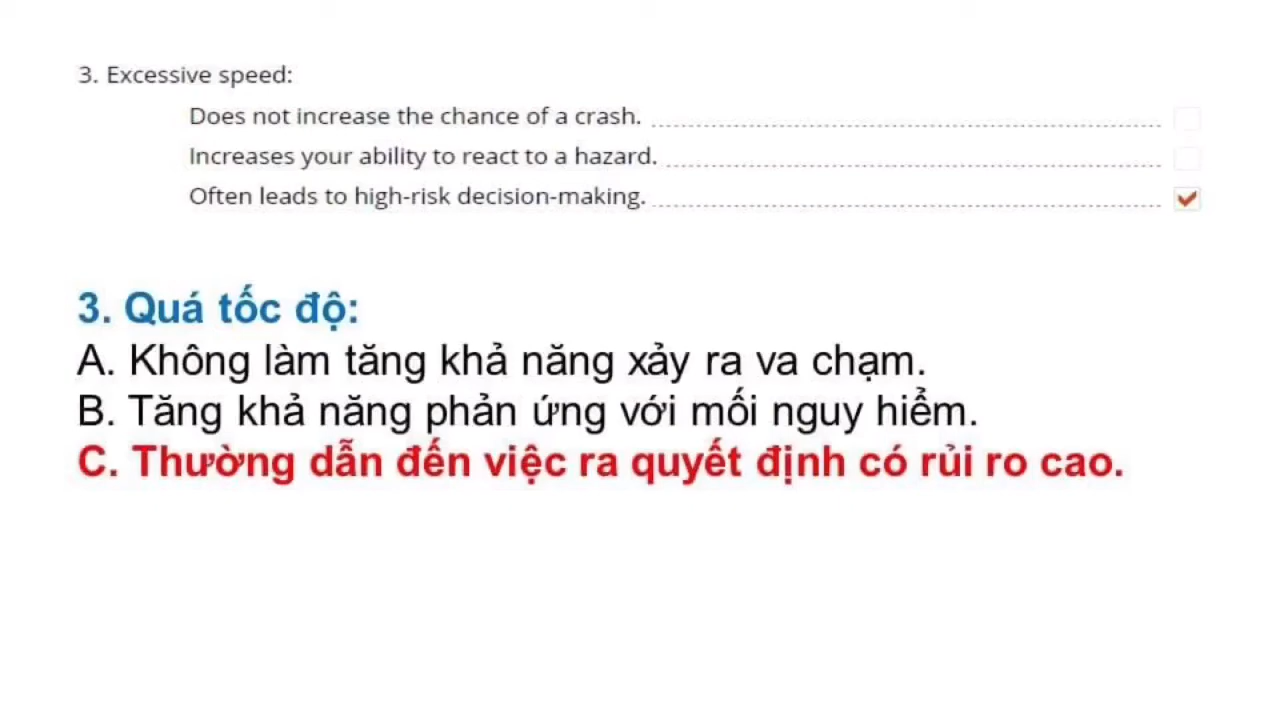 3. Excessive speed:
Does not increase the chance of a crash.
Increases your ability to react to a hazard.
Often leads to high-risk decision-making.
3. Quá tốc độ:
A. Không làm tăng khả năng xảy ra va chạm.
B. Tăng khả năng phản ứng với mối nguy hiểm.
C. Thường dẫn đến việc ra quyết định có rủi ro cao.